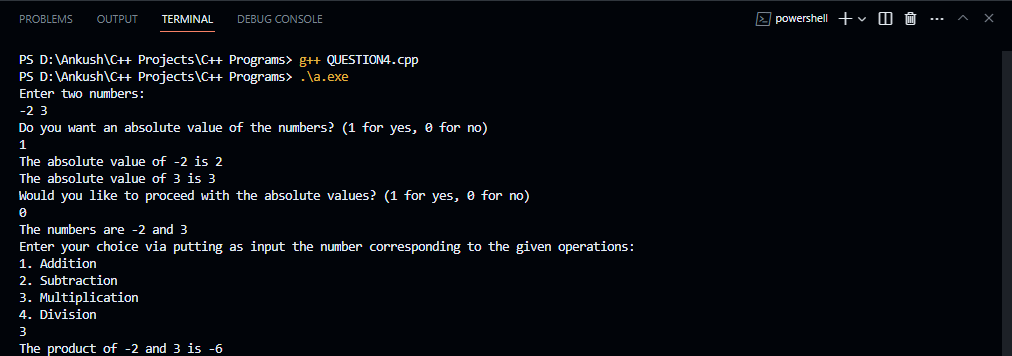 PROBLEMS OUTPUT TERMINAL DEBUG CONSOLE powershell
PS D:\Ankush\C++ Projects\C++ Programs> g++ QUESTION4.cpp
PS D:\Ankush\C++ Projects\C++ Programs> .\a.exe
Enter two numbers:
-2 3
Do you want an absolute value of the numbers? (1 for yes, 0 for no)
1
The absolute value of -2 is 2
The absolute value of 3 is 3
Would you like to proceed with the absolute values? (1 for yes, 0 for no)
0
The numbers are -2 and 3
Enter your choice via putting as input the number corresponding to the given operations:
1. Addition
2. Subtraction
3. Multiplication
4. Division
3
The product of -2 and 3 is -6